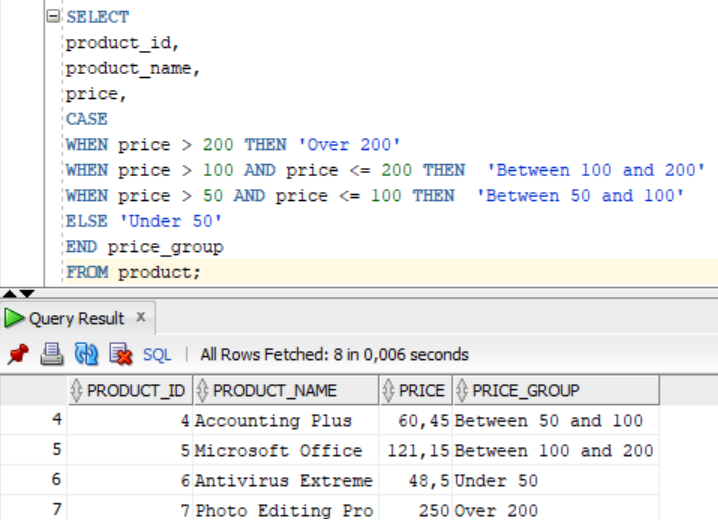 SELECT
product_id,
product_name,
price,
CASE
WHEN price > 200 THEN 'Over 200'
WHEN price > 100 AND price <= 200 THEN  'Between 100 and 200'
WHEN price > 50 AND price <= 100 THEN  'Between 50 and 100'
ELSE 'Under 50'
END price_group
FROM product;
Query Result x
SQL | All Rows Fetched: 8 in 0,006 seconds
PRODUCT_ID PRODUCT_NAME PRICE PRICE_GROUP
4 4 Accounting Plus 60,45 Between 50 and 100
5 5 Microsoft Office 121,15 Between 100 and 200
6 6 Antivirus Extreme 48,5 Under 50
7 7 Photo Editing Pro 250 Over 200